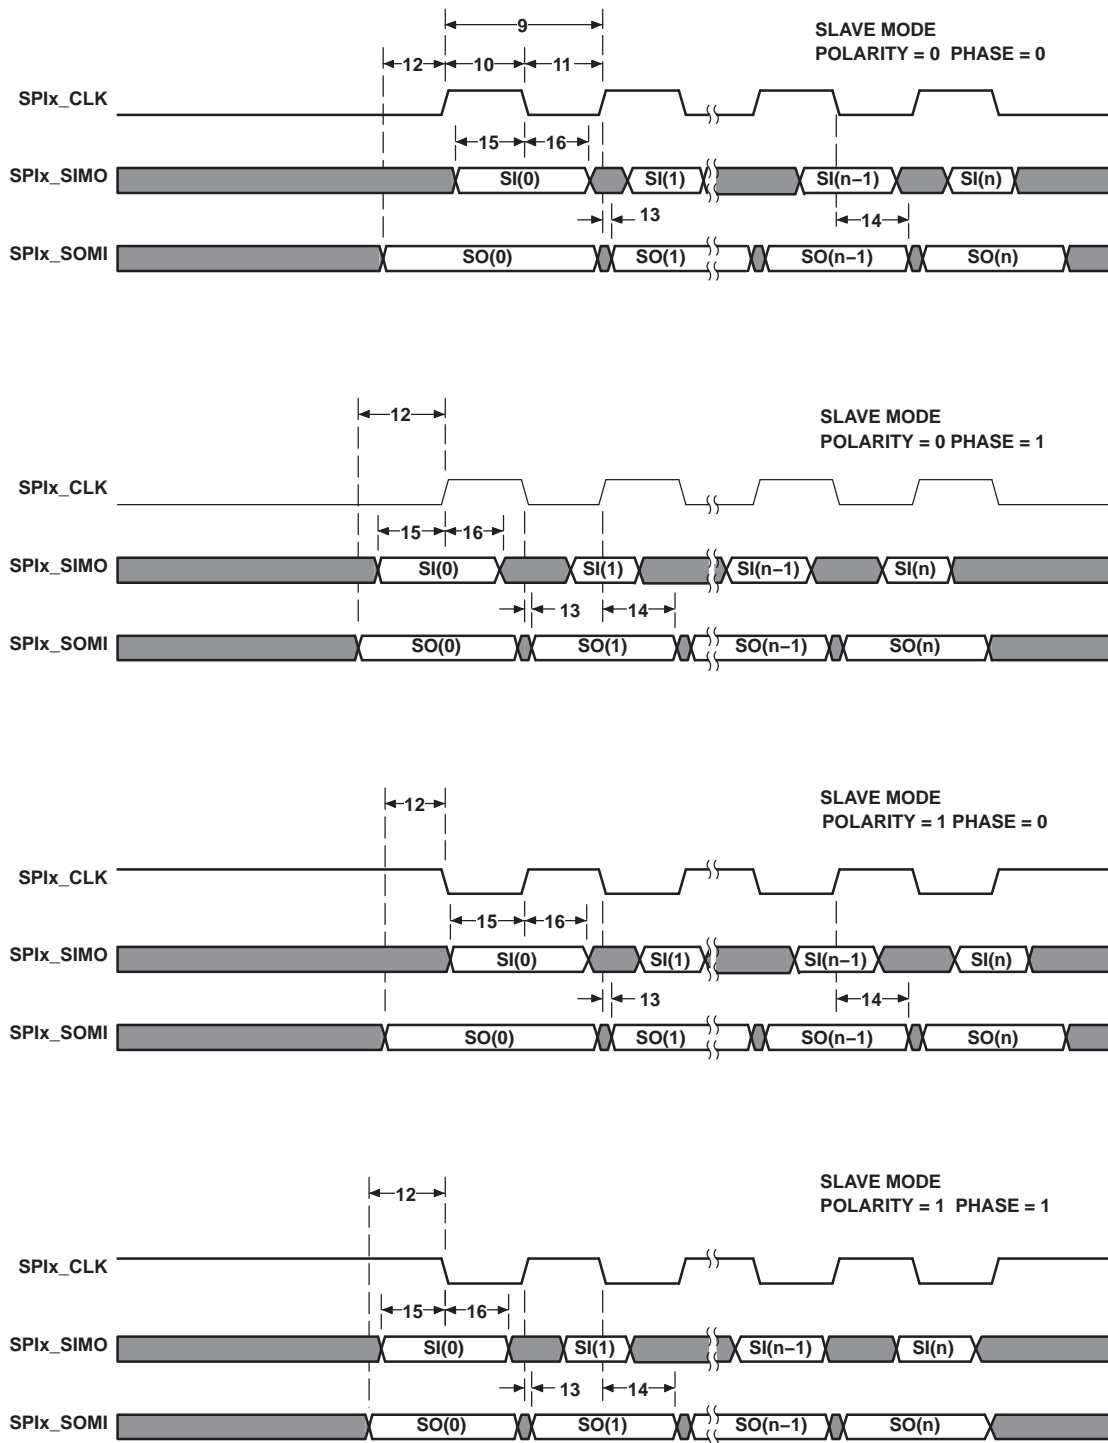 9
SLAVE MODE
POLARITY = 0 PHASE = 0
12 10 11
SPIx_CLK
15 16
SPIx_SIMO SI(0) SI(1) SI(n−1) SI(n)
13 14
SPIx_SOMI SO(0) SO(1) SO(n−1) SO(n)
12
SLAVE MODE
POLARITY = 0 PHASE = 1
SPIx_CLK
15 16
SPIx_SIMO SI(0) SI(1) SI(n−1) SI(n)
13 14
SPIx_SOMI SO(0) SO(1) SO(n−1) SO(n)
12
SLAVE MODE
POLARITY = 1 PHASE = 0
SPIx_CLK
15 16
SPIx_SIMO SI(0) SI(1) SI(n−1) SI(n)
13 14
SPIx_SOMI SO(0) SO(1) SO(n−1) SO(n)
12
SLAVE MODE
POLARITY = 1 PHASE = 1
SPIx_CLK
15 16
SPIx_SIMO SI(0) SI(1) SI(n−1) SI(n)
13 14
SPIx_SOMI SO(0) SO(1) SO(n−1) SO(n)